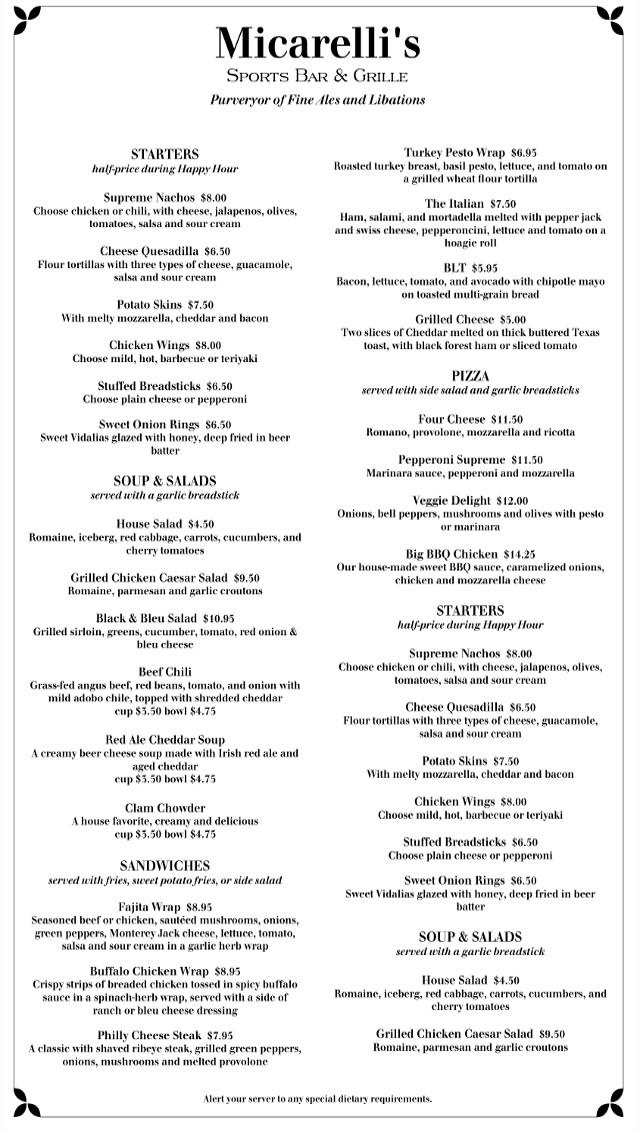 Micarelli's
Sports Bar & Grille
Purveryor of Fine Ales and Libations
STARTERS
half-price during Happy Hour
Supreme Nachos $8.00
Choose chicken or chili, with cheese, jalapenos, olives,
tomatoes, salsa and sour cream
Cheese Quesadilla $6.50
Flour tortillas with three types of cheese, guacamole,
salsa and sour cream
Potato Skins $7.50
With melty mozzarella, cheddar and bacon
Chicken Wings $8.00
Choose mild, hot, barbecue or teriyaki
Stuffed Breadsticks $6.50
Choose plain cheese or pepperoni
Sweet Onion Rings $6.50
Sweet Vidalias glazed with honey, deep fried in beer
batter
SOUP & SALADS
served with a garlic breadstick
House Salad $4.50
Romaine, iceberg, red cabbage, carrots, cucumbers, and
cherry tomatoes
Grilled Chicken Caesar Salad $9.50
Romaine, parmesan and garlic croutons
Black & Bleu Salad $10.95
Grilled sirloin, greens, cucumber, tomato, red onion &
bleu cheese
Beef Chili
Grass-fed angus beef, red beans, tomato, and onion with
mild adobo chile, topped with shredded cheddar
cup $3.50 bowl $4.75
Red Ale Cheddar Soup
A creamy beer cheese soup made with Irish red ale and
aged cheddar
cup $3.50 bowl $4.75
Clam Chowder
A house favorite, creamy and delicious
cup $3.50 bowl $4.75
SANDWICHES
served with fries, sweet potato fries, or side salad
Fajita Wrap $8.95
Seasoned beef or chicken, sautéed mushrooms, onions,
green peppers, Monterey Jack cheese, lettuce, tomato,
salsa and sour cream in a garlic herb wrap
Buffalo Chicken Wrap $8.95
Crispy strips of breaded chicken tossed in spicy buffalo
sauce in a spinach-herb wrap, served with a side of
ranch or bleu cheese dressing
Philly Cheese Steak $7.95
A classic with shaved ribeye steak, grilled green peppers,
onions, mushrooms and melted provolone
Turkey Pesto Wrap $6.95
Roasted turkey breast, basil pesto, lettuce, and tomato on
a grilled wheat flour tortilla
The Italian $7.50
Ham, salami, and mortadella melted with pepper jack
and swiss cheese, pepperoncini, lettuce and tomato on a
hoagie roll
BLT $5.95
Bacon, lettuce, tomato, and avocado with chipotle mayo
on toasted multi-grain bread
Grilled Cheese $5.00
Two slices of Cheddar melted on thick buttered Texas
toast, with black forest ham or sliced tomato
PIZZA
served with side salad and garlic breadsticks
Four Cheese $11.50
Romano, provolone, mozzarella and ricotta
Pepperoni Supreme $11.50
Marinara sauce, pepperoni and mozzarella
Veggie Delight $12.00
Onions, bell peppers, mushrooms and olives with pesto
or marinara
Big BBQ Chicken $14.25
Our house-made sweet BBQ sauce, caramelized onions,
chicken and mozzarella cheese
STARTERS
half-price during Happy Hour
Supreme Nachos $8.00
Choose chicken or chili, with cheese, jalapenos, olives,
tomatoes, salsa and sour cream
Cheese Quesadilla $6.50
Flour tortillas with three types of cheese, guacamole,
salsa and sour cream
Potato Skins $7.50
With melty mozzarella, cheddar and bacon
Chicken Wings $8.00
Choose mild, hot, barbecue or teriyaki
Stuffed Breadsticks $6.50
Choose plain cheese or pepperoni
Sweet Onion Rings $6.50
Sweet Vidalias glazed with honey, deep fried in beer
batter
SOUP & SALADS
served with a garlic breadstick
House Salad $4.50
Romaine, iceberg, red cabbage, carrots, cucumbers, and
cherry tomatoes
Grilled Chicken Caesar Salad $9.50
Romaine, parmesan and garlic croutons
Alert your server to any special dietary requirements.